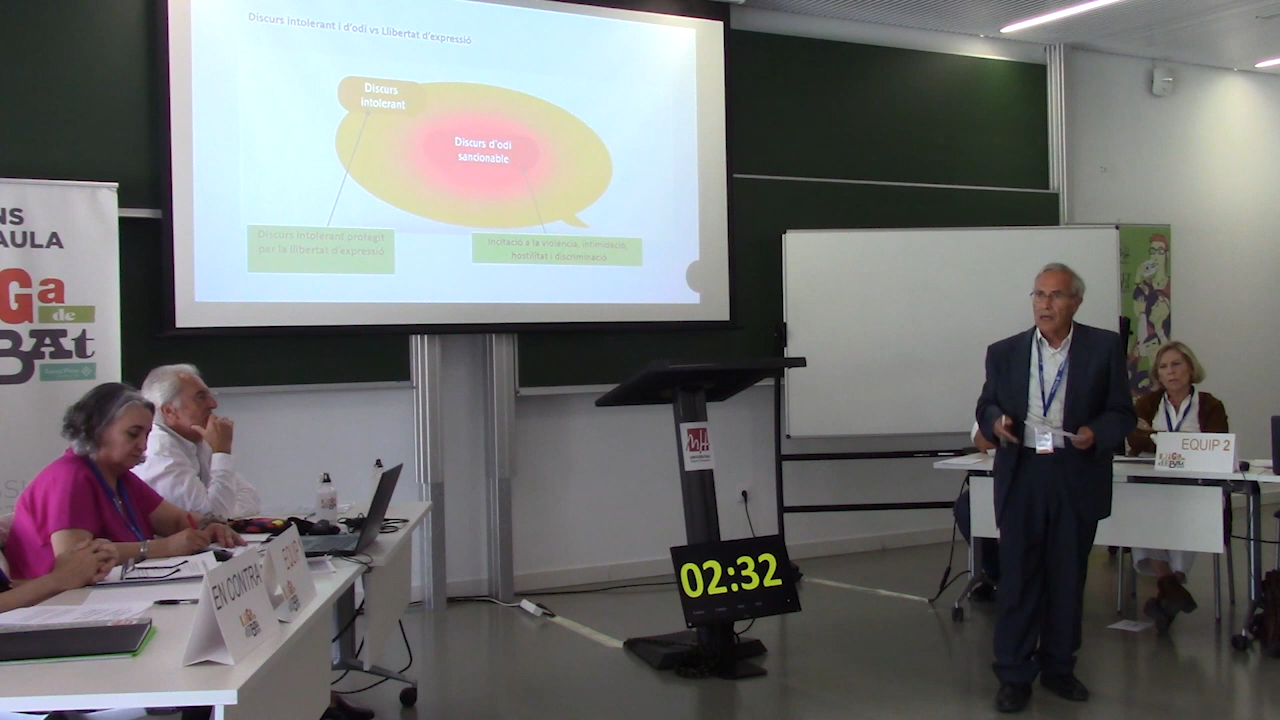 Discurs intolerant i d'odi vs Llibertat d'expressió
Discurs
intolerant
Discurs d'odi
sancionable
Discurs intolerant protegit
per la llibertat d'expressió
Incitació a la violència, intimidació,
hostilitat i discriminació
NS
AULA
Ga
de
BAt
EN CONTRA
EQUIP
02:32
EQUIP 2